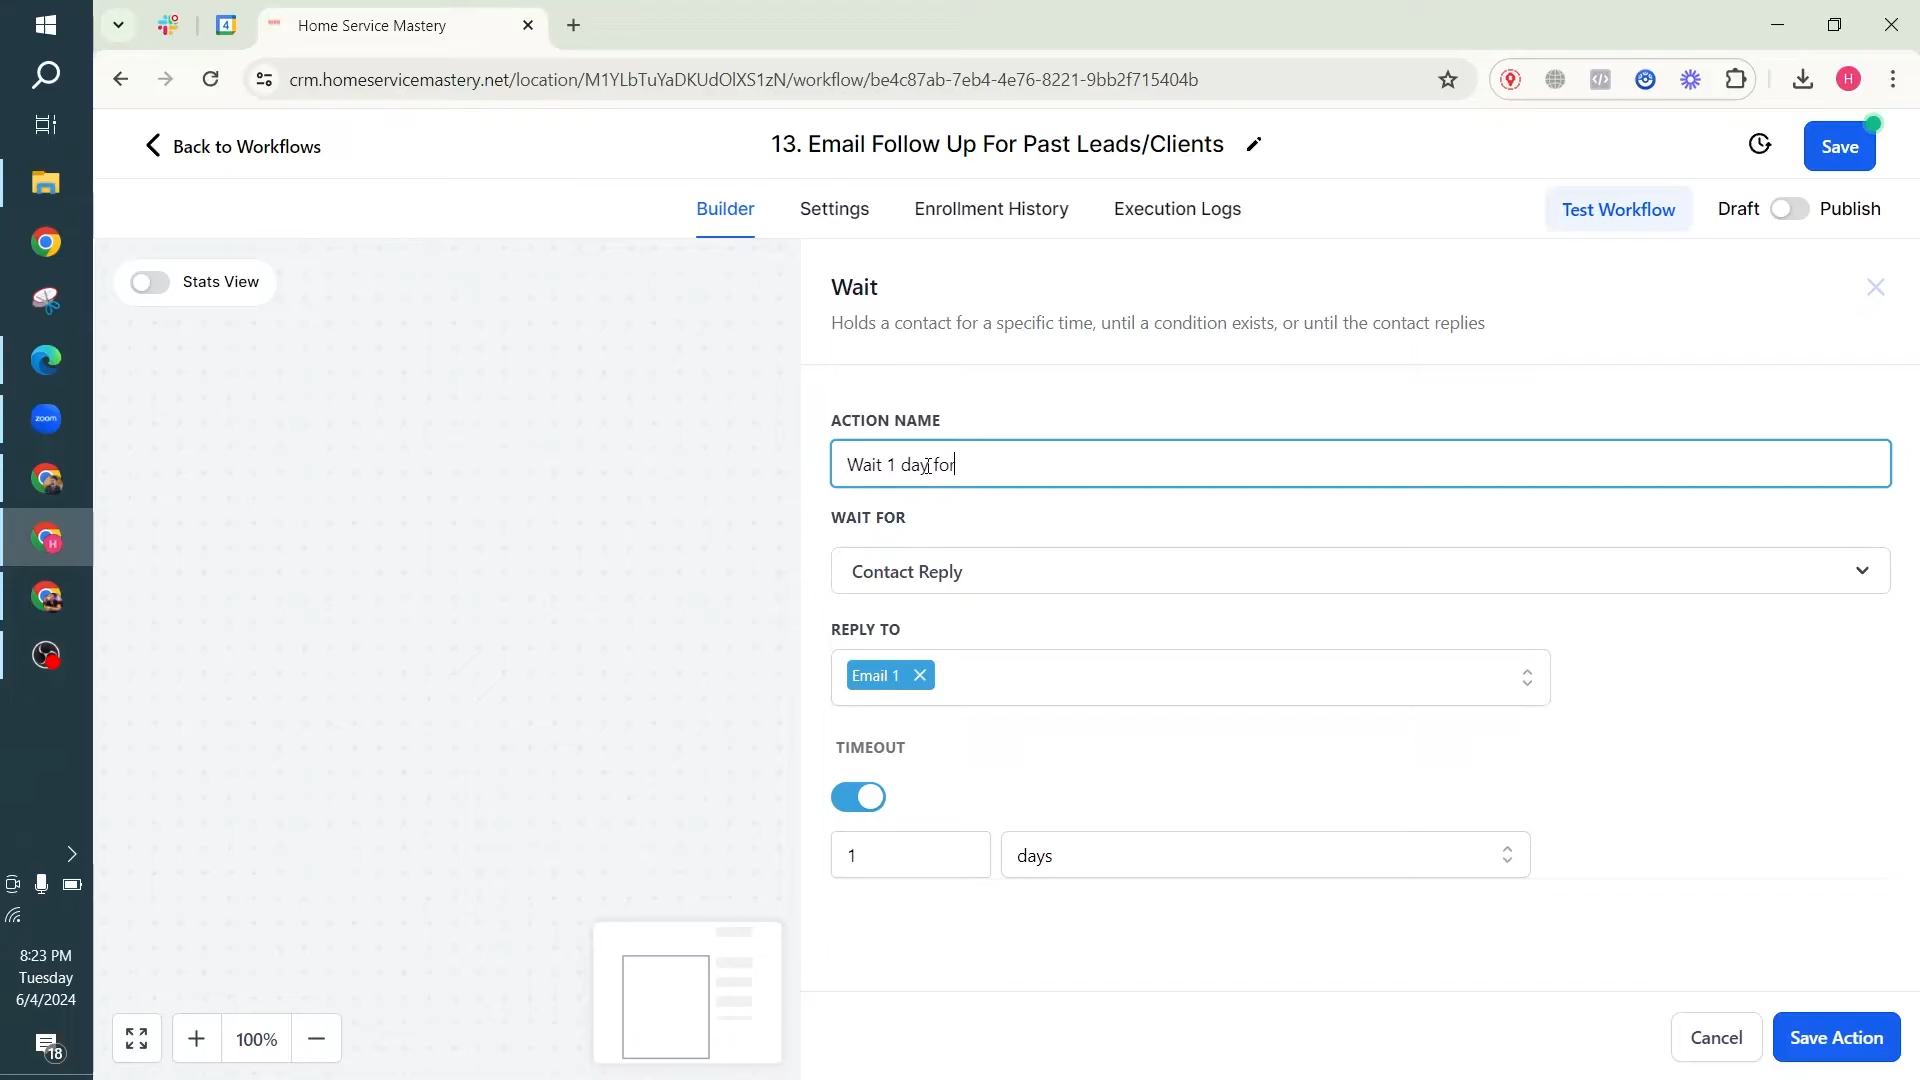 4
Home Service Mastery
crm.homeservicemastery.net/location/M1YLbTuYaDKUdOlXS1zN/workflow/be4c87ab-7eb4-4e76-8221-9bb2f715404b
H
Back to Workflows
13. Email Follow Up For Past Leads/Clients
Save
Builder
Settings
Enrollment History
Execution Logs
Test Workflow
Draft
Publish
Stats View
Wait
Holds a contact for a specific time, until a condition exists, or until the contact replies
ACTION NAME
Wait 1 day for
WAIT FOR
Contact Reply
REPLY TO
Email 1
TIMEOUT
1
days
100%
Cancel
Save Action
zoom
H
8:23 PM
Tuesday
6/4/2024
18